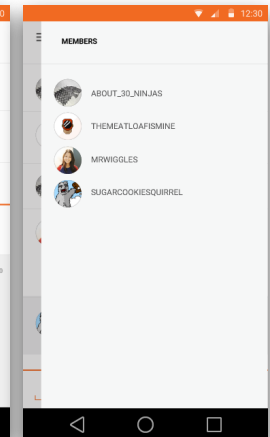 12:30
MEMBERS
ABOUT_30_NINJAS
THEMEATLOAFISMINE
MRWIGGLES
SUGARCOOKIESQUIRREL